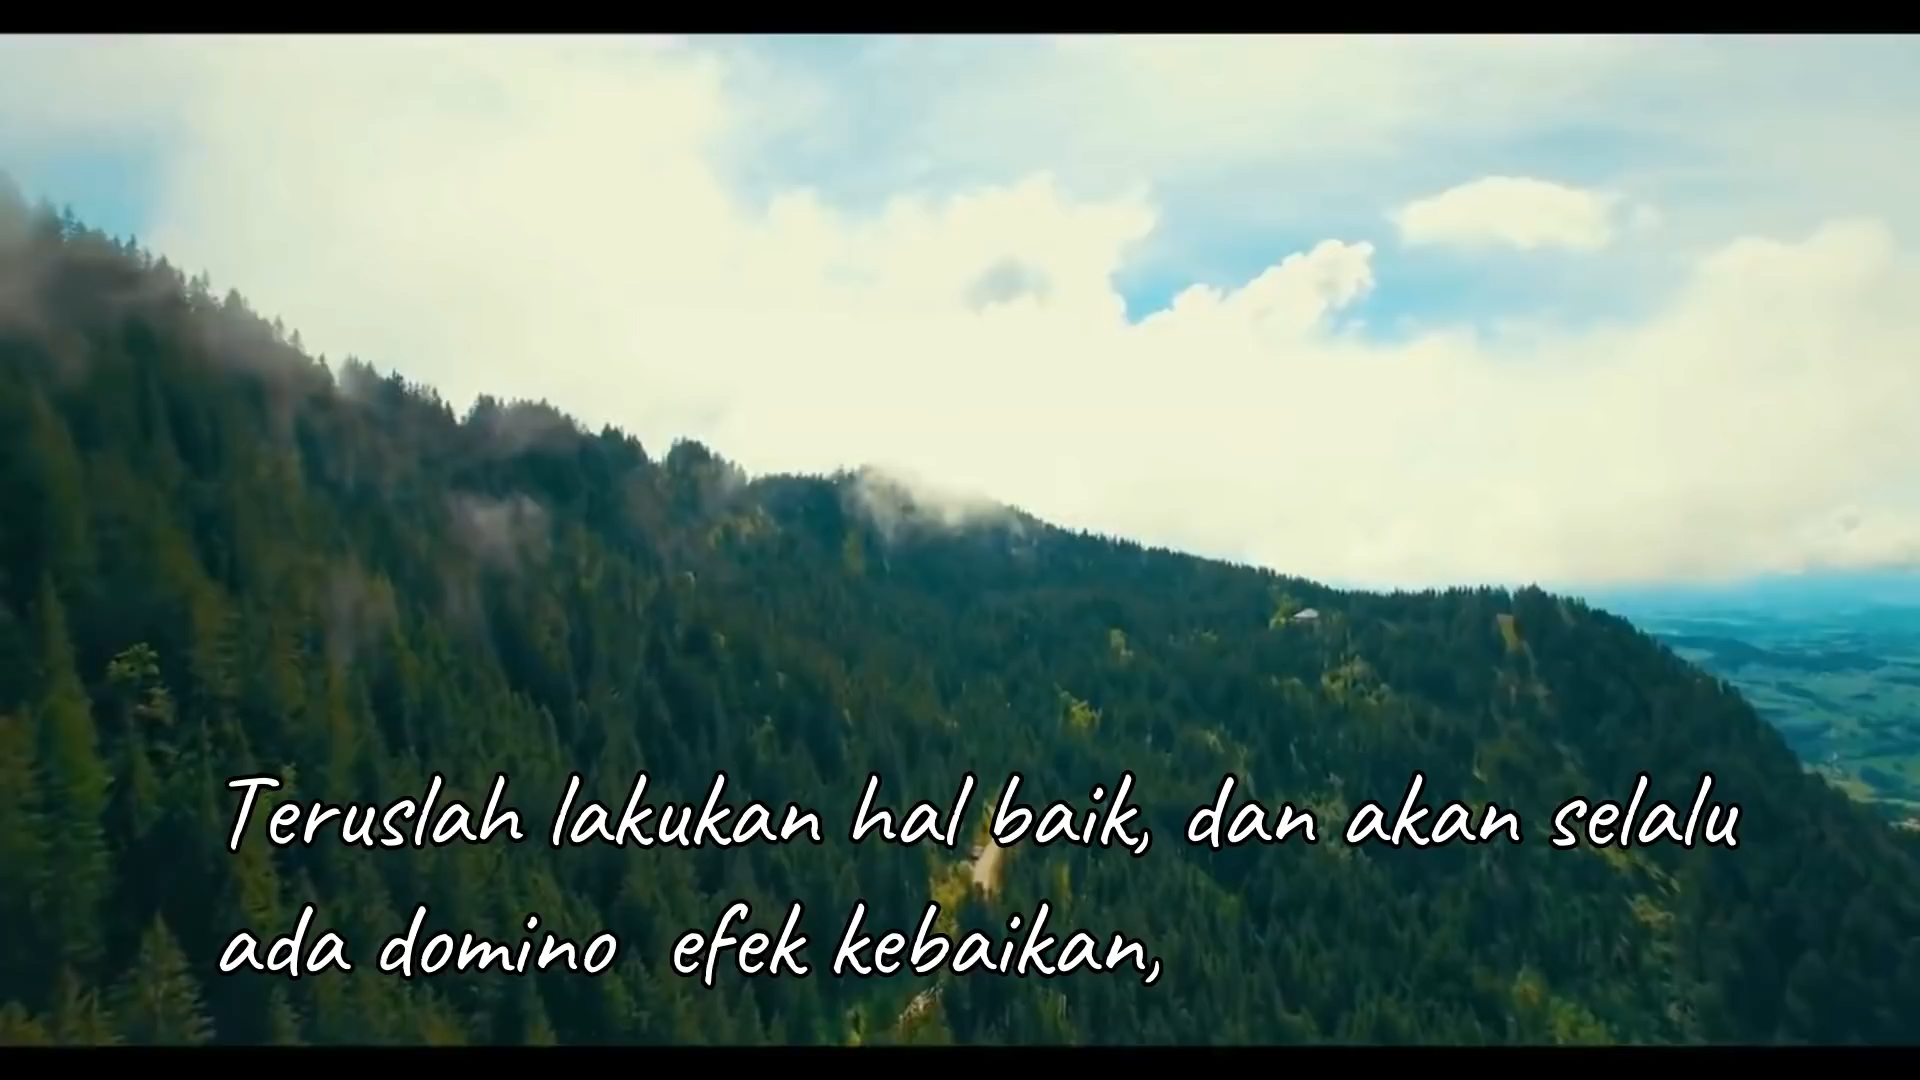 Teruslah lakukan hal baik, dan akan selalu
ada domino  efek kebaikan,